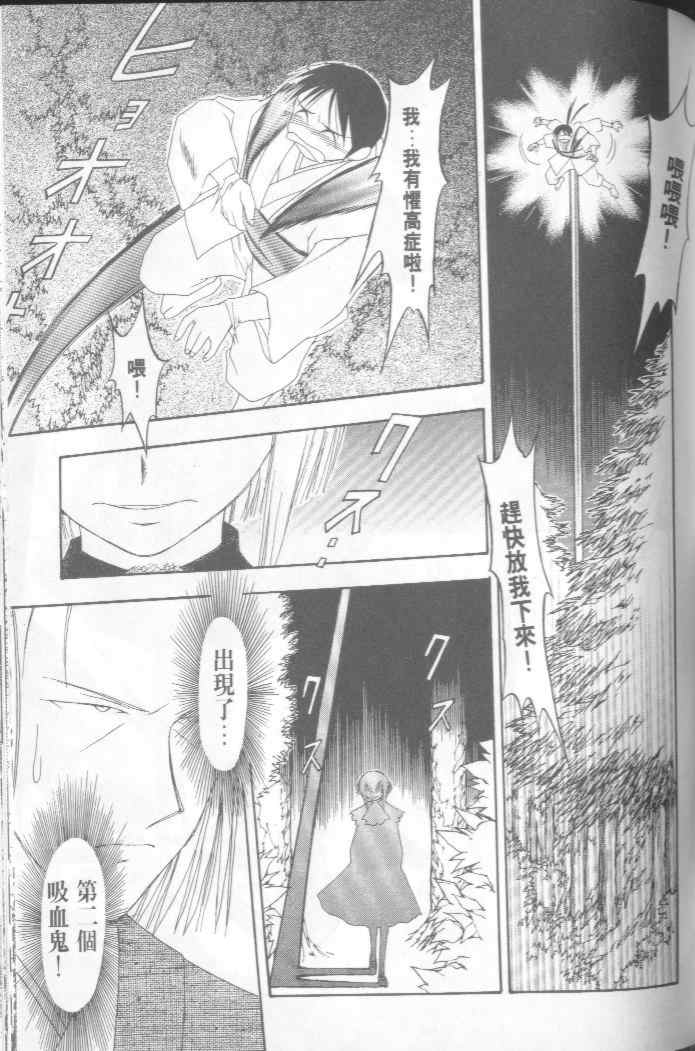 喂喂喂！
趕快放我下來！
我…我有懼高症啦！
ヒョオオオ
喂！
クス…
クス
クス
出現了…
第二個
吸血鬼！